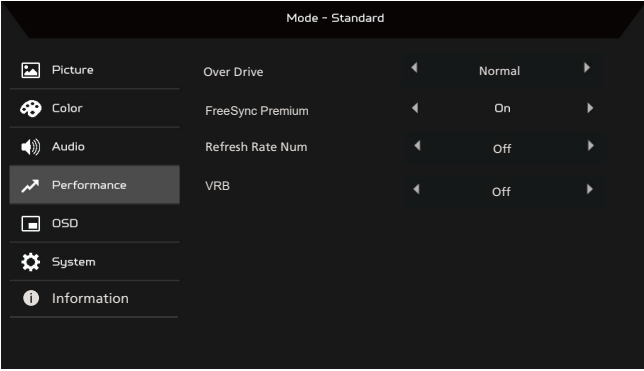 Mode - Standard
Picture
Over Drive Normal
Color
FreeSync Premium On
Audio
Refresh Rate Num Off
Performance
VRB Off
OSD
System
Information